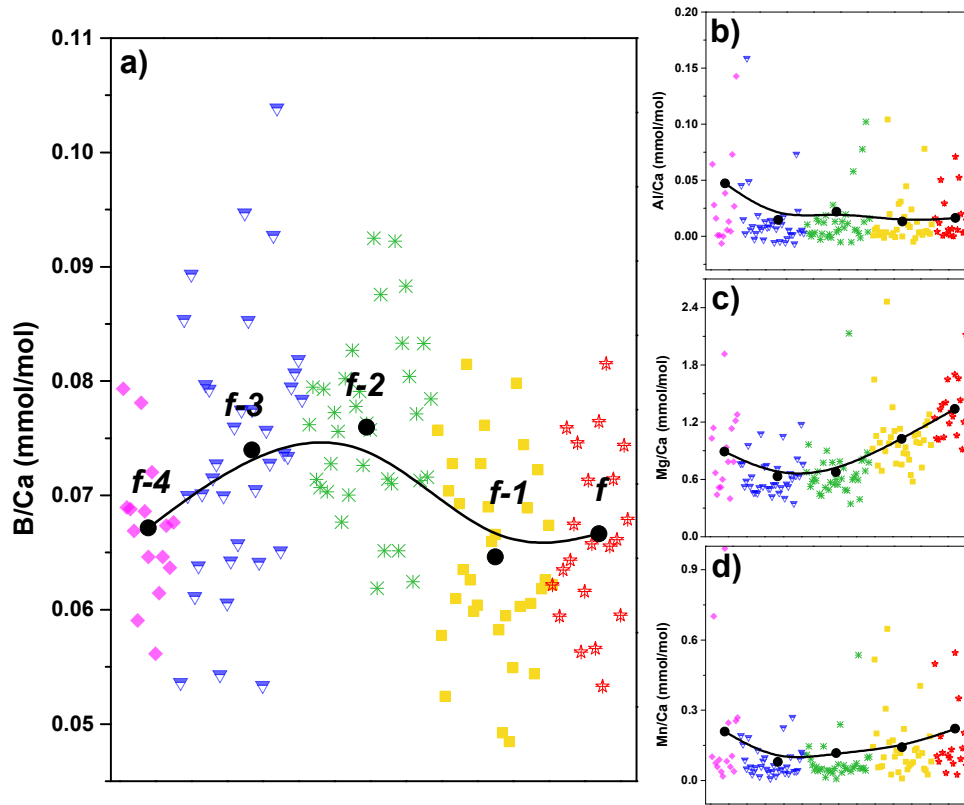 a)
B/Ca (mmol/mol)
0.11
0.10
0.09
0.08
0.07
0.06
0.05
f-4
f-3
f-2
f-1
f
b)
Al/Ca (mmol/mol)
0.20
0.15
0.10
0.05
0.00
c)
Mg/Ca (mmol/mol)
2.4
1.8
1.2
0.6
0.0
d)
Mn/Ca (mmol/mol)
0.9
0.6
0.3
0.0